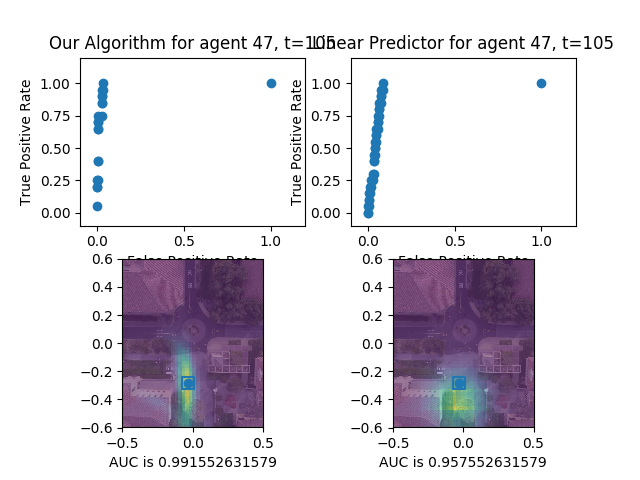 Our Algorithm for agent 47, t=105
Linear Predictor for agent 47, t=105
True Positive Rate
1.00
0.75
0.50
0.25
0.00
0.0 0.5 1.0
False Positive Rate
True Positive Rate
1.00
0.75
0.50
0.25
0.00
0.0 0.5 1.0
False Positive Rate
0.6
0.4
0.2
0.0
−0.2
−0.4
−0.6
−0.5 0.0 0.5
AUC is 0.991552631579
0.6
0.4
0.2
0.0
−0.2
−0.4
−0.6
−0.5 0.0 0.5
AUC is 0.957552631579